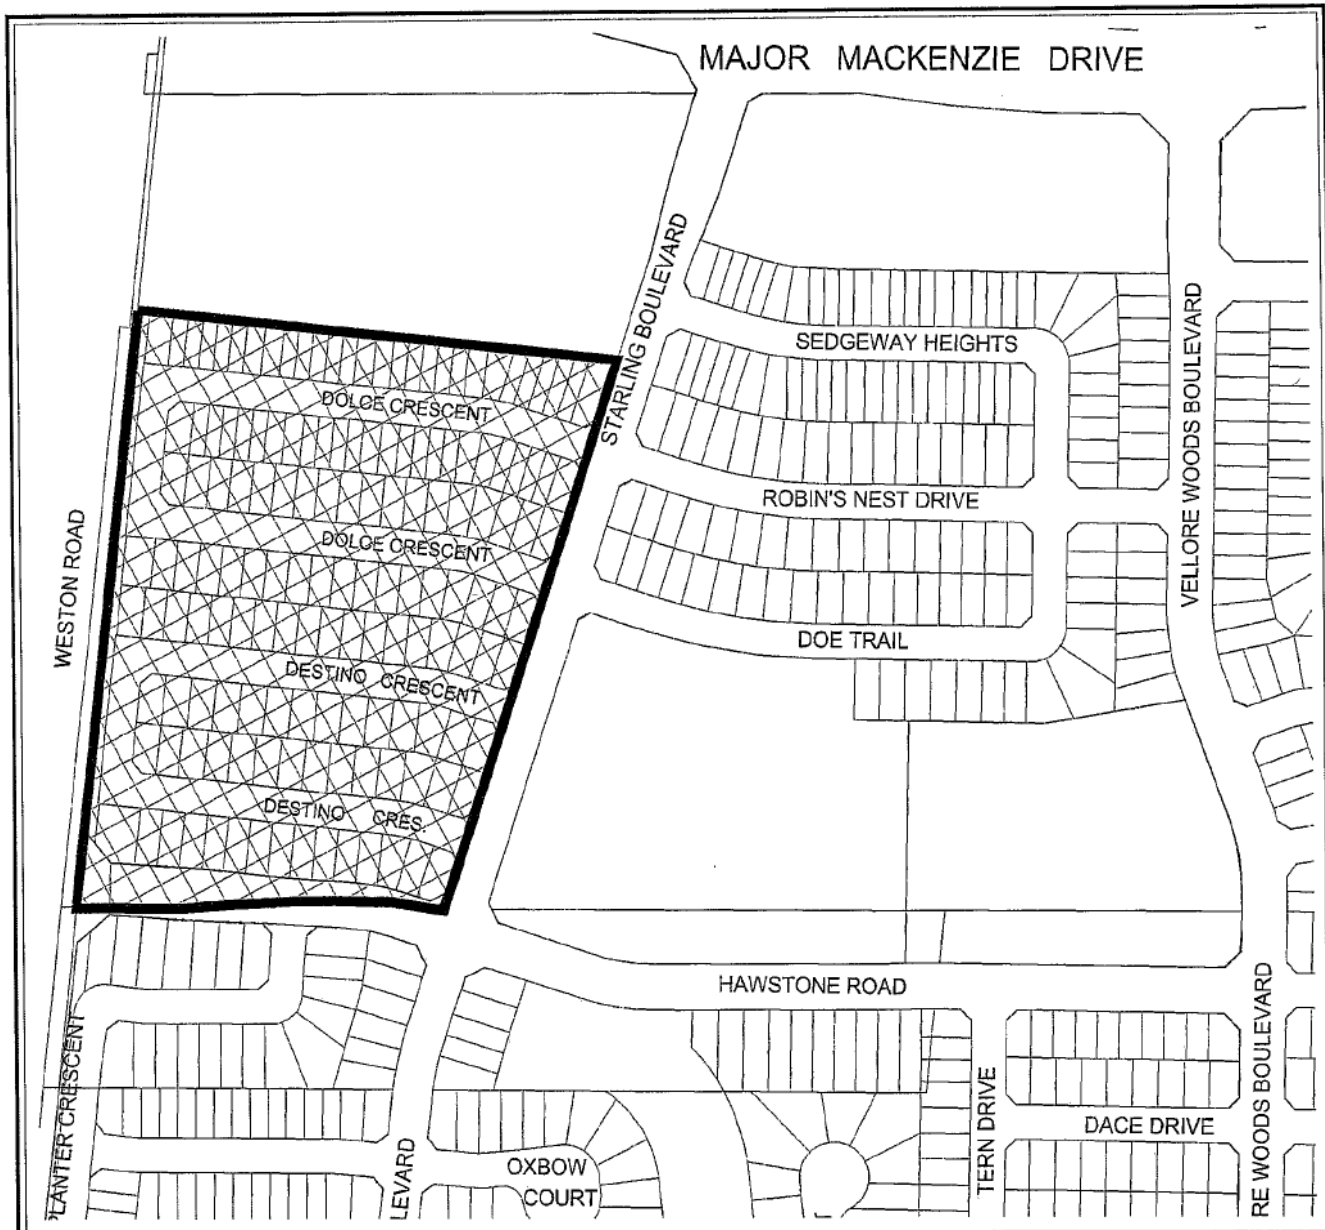 MAJOR MACKENZIE DRIVE
STARLING BOULEVARD
VELLORE WOODS BOULEVARD
SEDGEWAY HEIGHTS
DOLCE CRESCENT
ROBIN'S NEST DRIVE
DOLCE CRESCENT
WESTON ROAD
DOE TRAIL
DESTINO CRESCENT
DESTINO CRES.
HAWSTONE ROAD
PLANTER CRESCENT
LEVARD
OXBOW
COURT
TERN DRIVE
DACE DRIVE
RE WOODS BOULEVARD